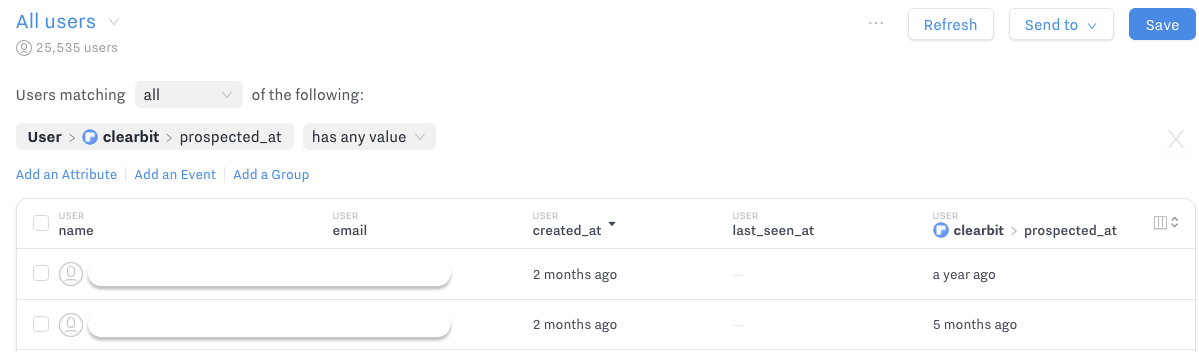 All users
··· Refresh Send to Save
25,535 users
Users matching all of the following:
User > clearbit > prospected_at has any value
Add an Attribute Add an Event Add a Group
USER USER USER USER USER
name email created_at last_seen_at clearbit > prospected_at
2 months ago — a year ago
2 months ago — 5 months ago